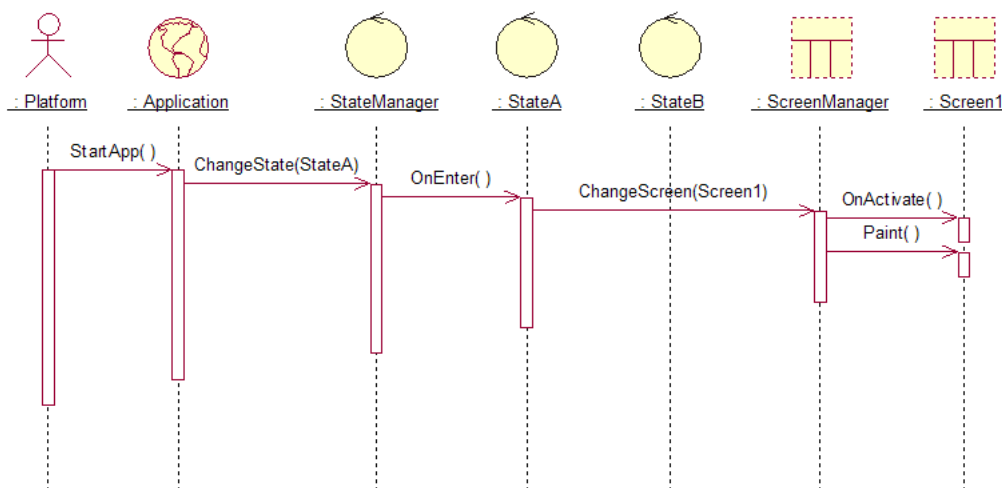 : Platform
: Application
: StateManager
: StateA
: StateB
: ScreenManager
: Screen1
StartApp( )
ChangeState(StateA)
OnEnter( )
ChangeScreen(Screen1)
OnActivate( )
Paint( )